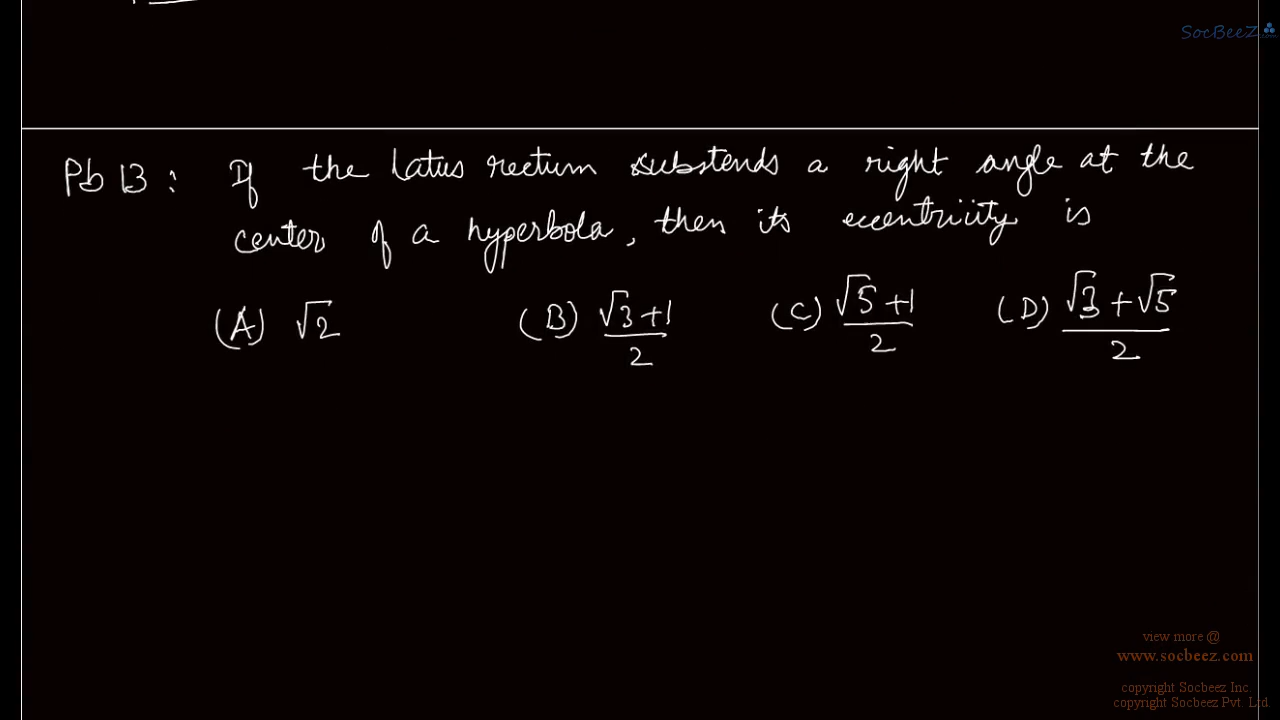 SocBeeZ
Pb 13 : If the Latus rectum substends a right angle at the
center of a hyperbola, then its eccentricity is
(A) √2 (B) √3+1/2 (C) √5+1/2 (D) √3+√5/2
view more @
www.socbeez.com
copyright Socbeez Inc.
copyright Socbeez Pvt. Ltd.